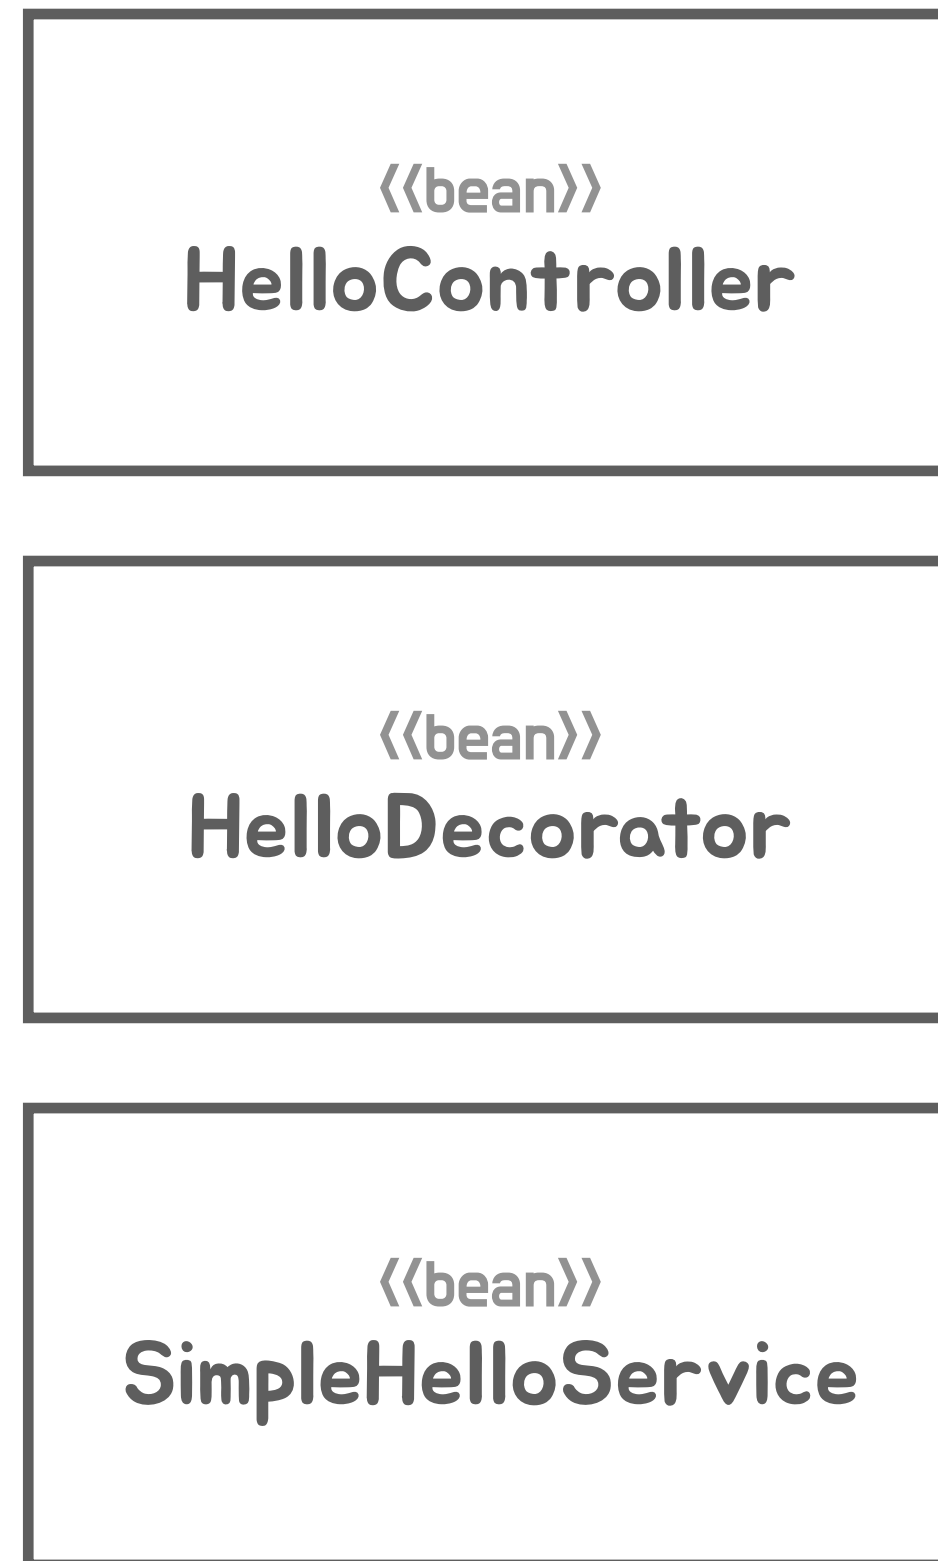 《bean》
HelloController
《bean》
HelloDecorator
《bean》
SimpleHelloService